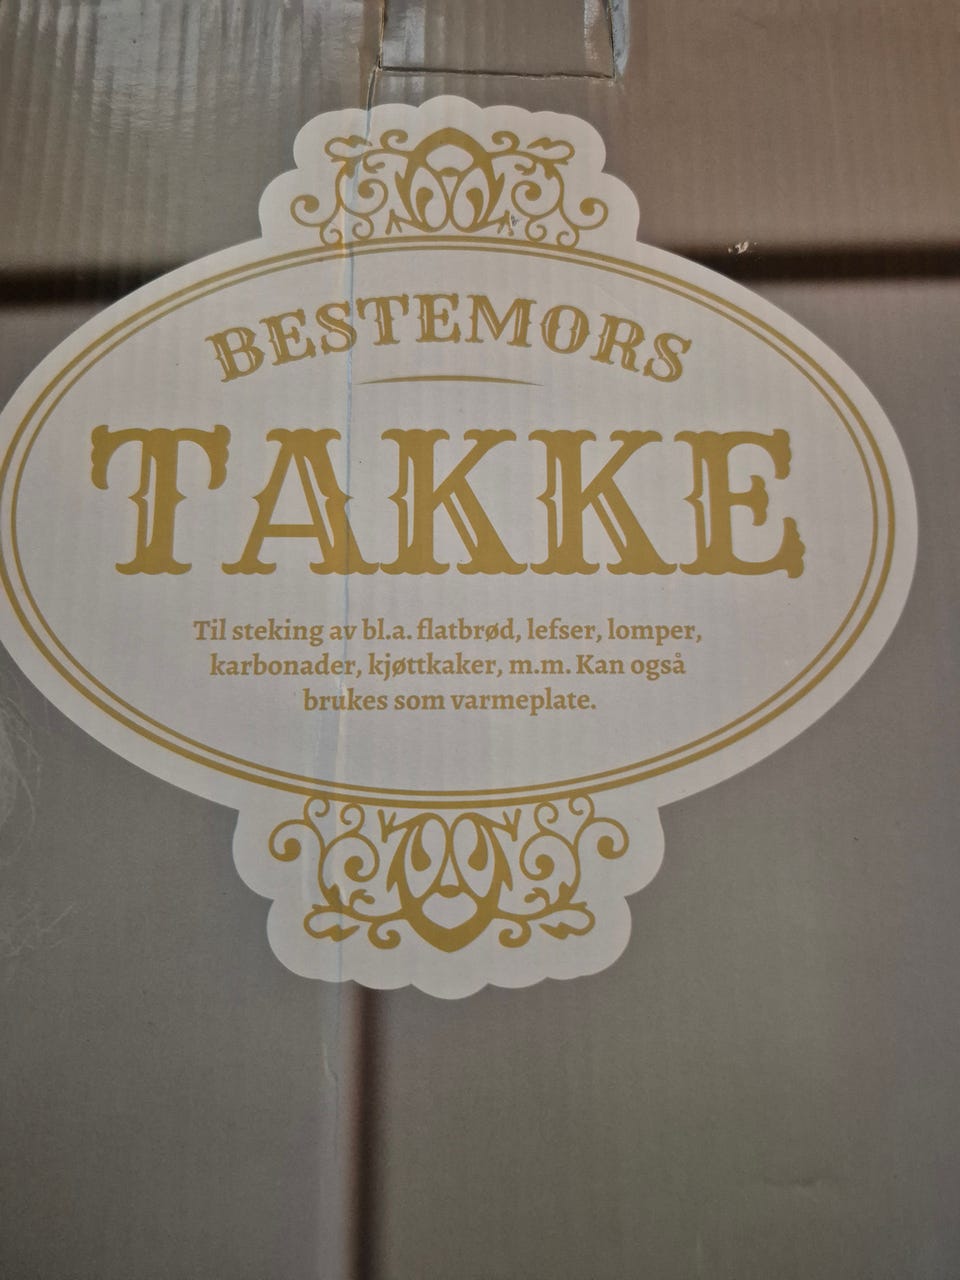 BESTEMORS
TAKKE
Til steking av bl.a. flatbrød, lefser, lomper,
karbonader, kjøttkaker, m.m. Kan også
brukes som varmeplate.